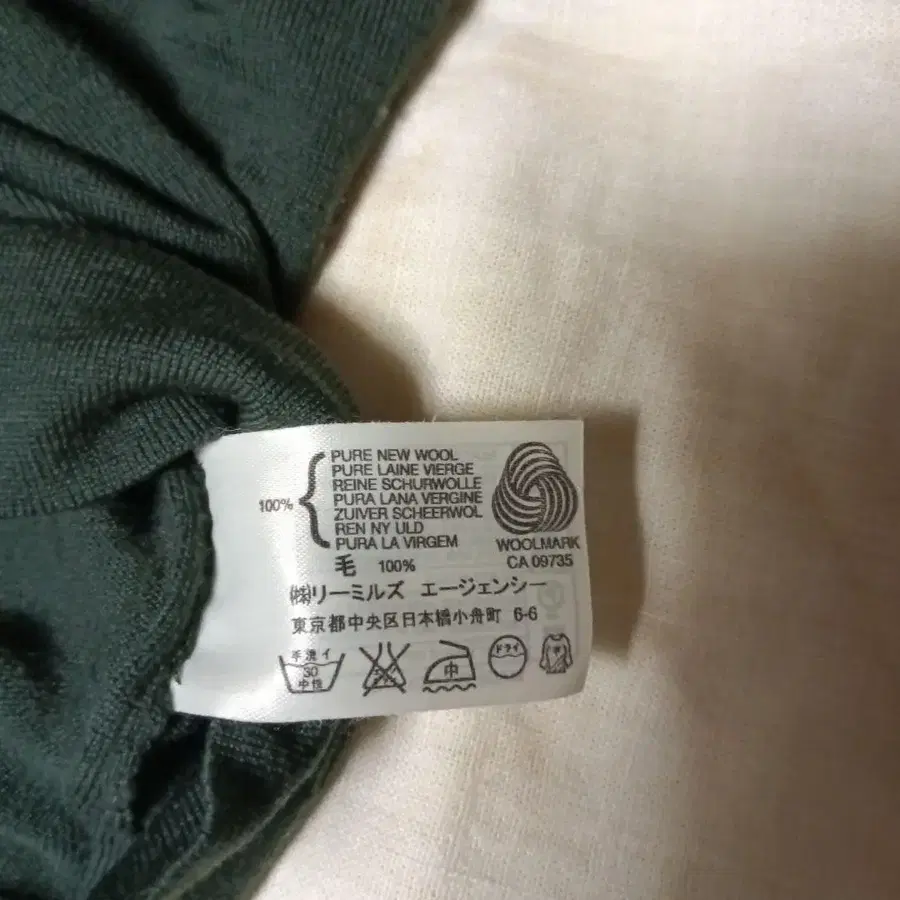 100%
PURE NEW WOOL
PURE LAINE VIERGE
REINE SCHURWOLLE
PURA LANA VERGINE
ZUIVER SCHEERWOL
REN NY ULD
PURA LA VIRGEM
WOOLMARK
CA 09735
毛 100%
㈱リーミルズ エージェンシー
東京都中央区日本橋小舟町 6-6
手洗イ
30
中性
中
ドライ